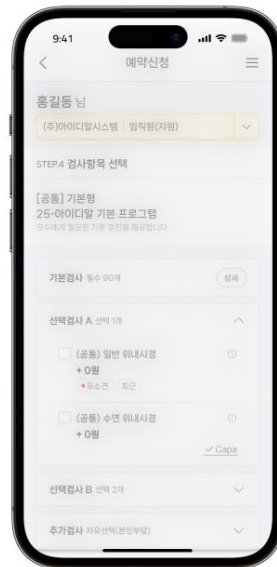 9:41
예약신청
홍길동 님
(주)아이디알시스템 | 임직원(지원)
STEP.4 검사항목 선택
[공통] 기본형
25-아이디알 기본 프로그램
모두에게 필요한 기본 검진을 제공합니다.
기본검사 필수 90개
상세
선택검사 A 선택 1개
(공통) 일반 위내시경
+ 0원
유소견 최근
(공통) 수면 위내시경
+ 0원
Capa
선택검사 B 선택 2개
추가검사 자유선택(본인부담)